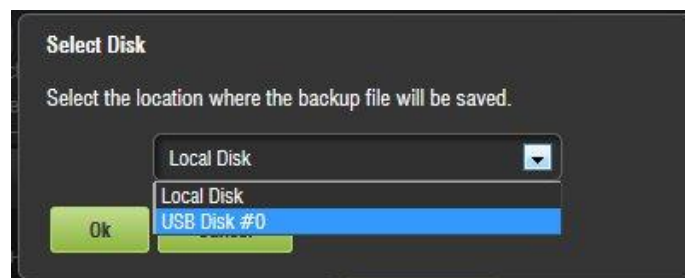 Select Disk
Select the location where the backup file will be saved.
Local Disk
Local Disk
USB Disk #0
Ok